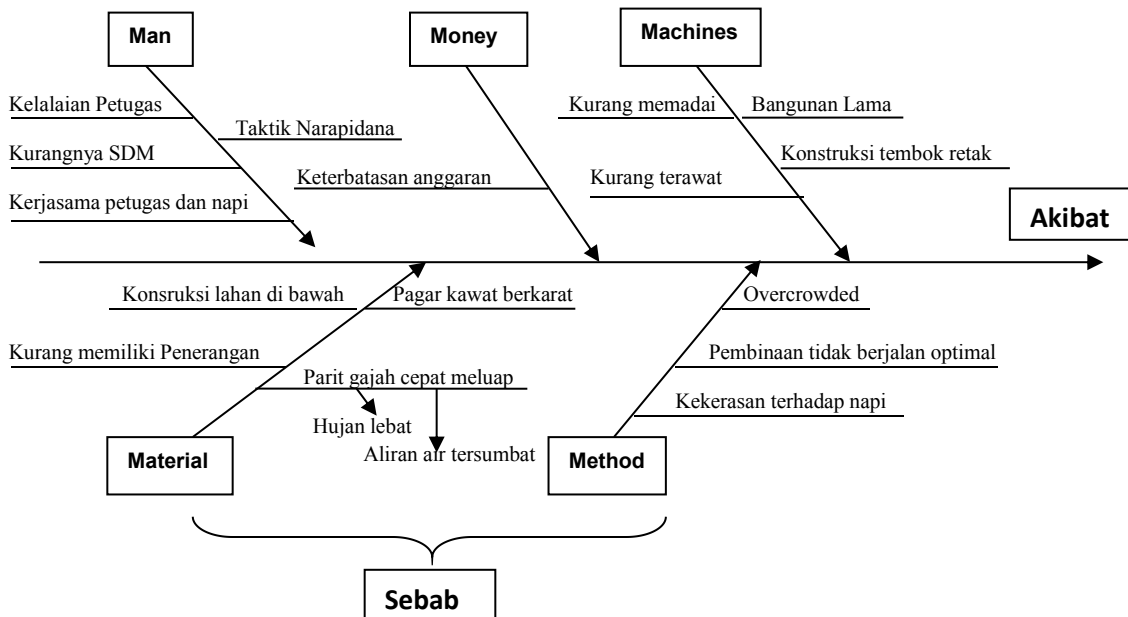 Man
Money
Machines
Kelalaian Petugas
Kurang memadai
Bangunan Lama
Taktik Narapidana
Kurangnya SDM
Konstruksi tembok retak
Keterbatasan anggaran
Kurang terawat
Kerjasama petugas dan napi
Akibat
Konsruksi lahan di bawah
Pagar kawat berkarat
Overcrowded
Kurang memiliki Penerangan
Pembinaan tidak berjalan optimal
Parit gajah cepat meluap
Kekerasan terhadap napi
Hujan lebat
Aliran air tersumbat
Material
Method
Sebab